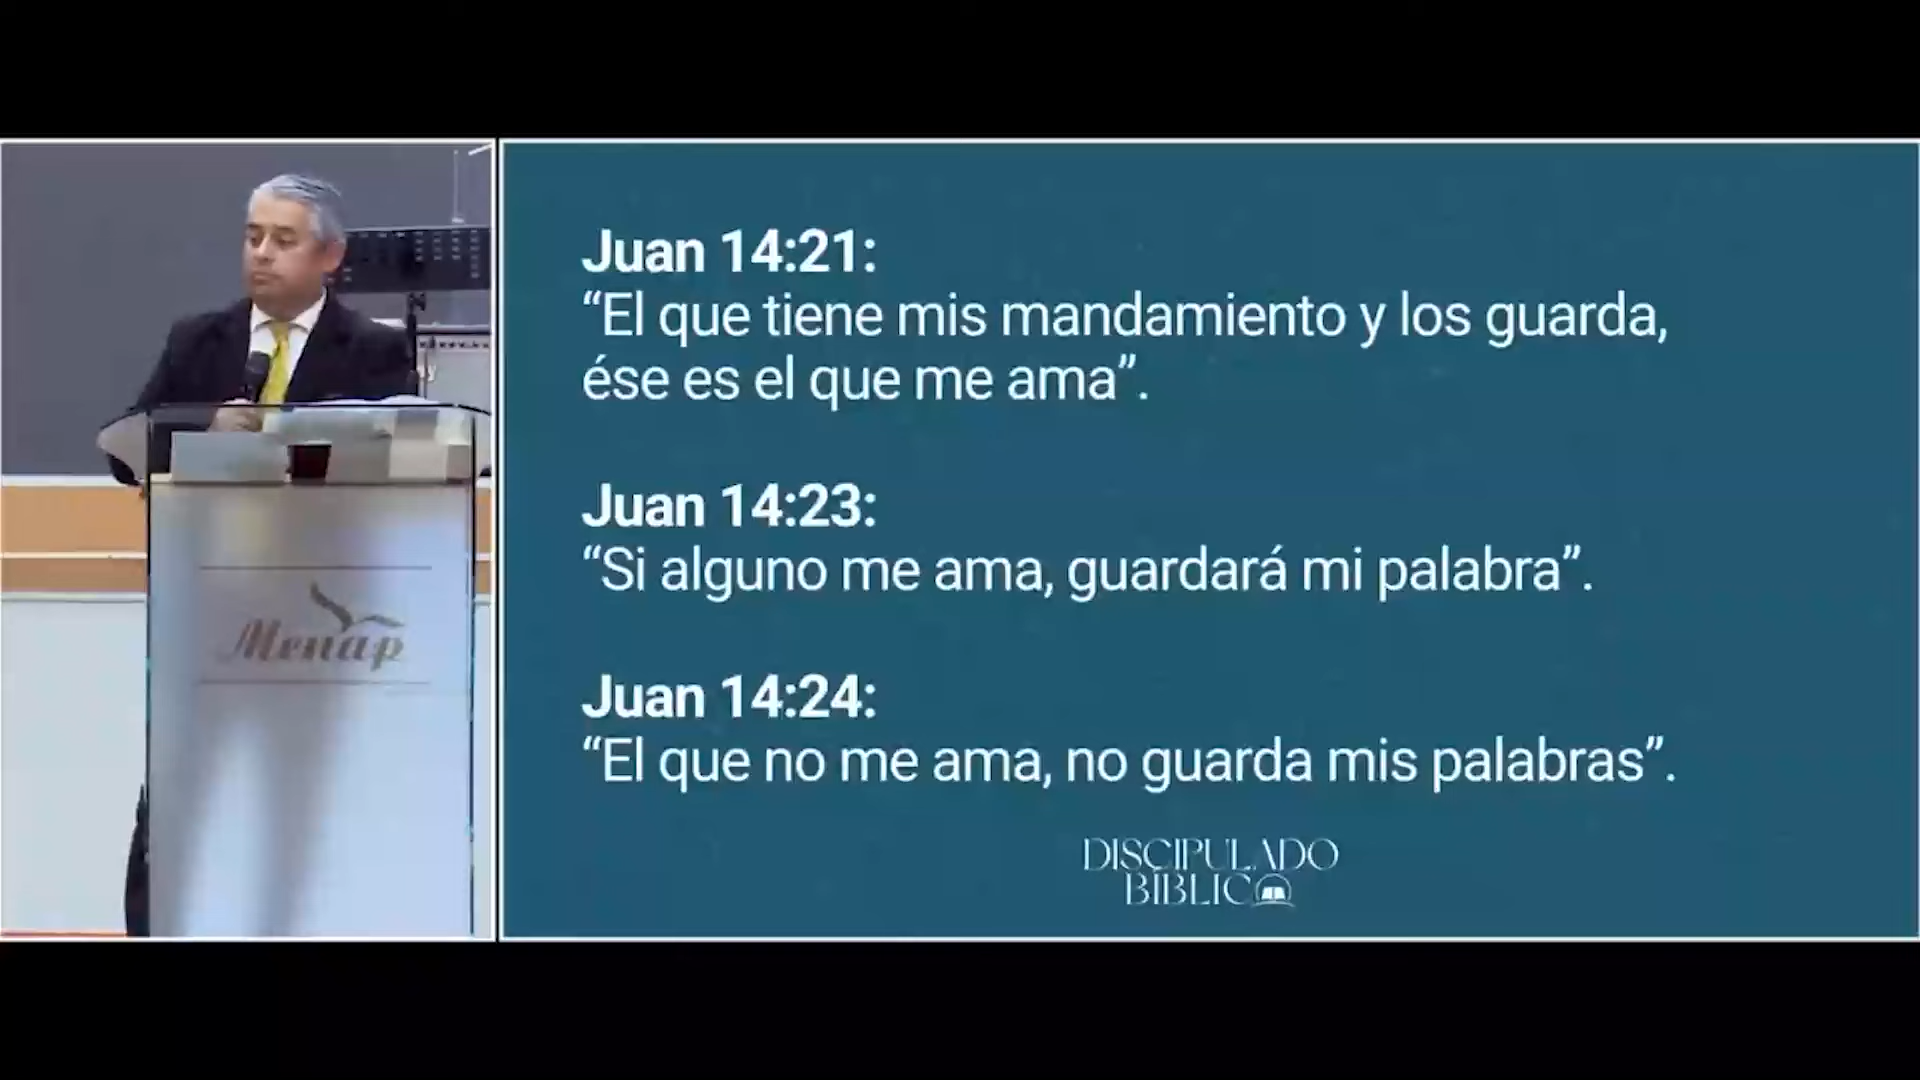 Juan 14:21:
“El que tiene mis mandamiento y los guarda,
ése es el que me ama”.
Juan 14:23:
“Si alguno me ama, guardará mi palabra”.
Juan 14:24:
“El que no me ama, no guarda mis palabras”.
DISCIPULADO
BÍBLICO
Menap